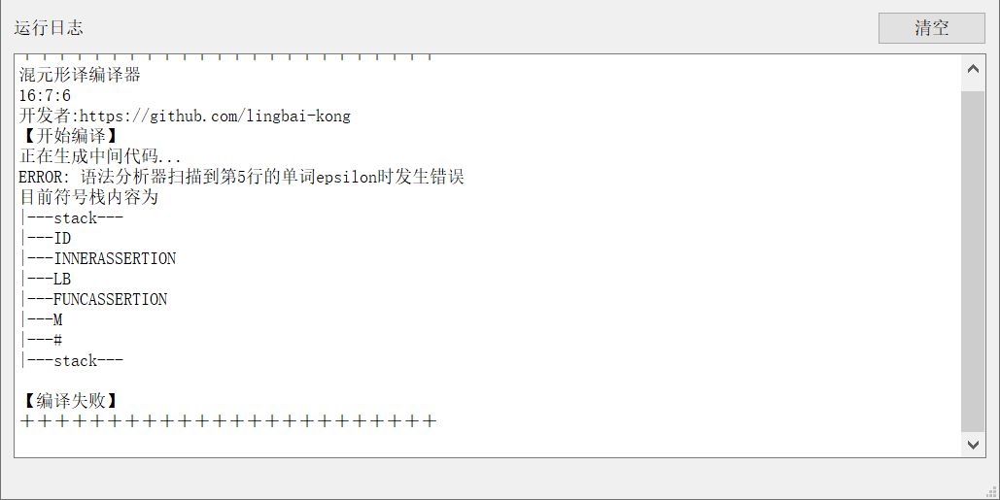 运行日志
清空
混元形译编译器
16:7:6
开发者:https://github.com/lingbai-kong
【开始编译】
正在生成中间代码...
ERROR: 语法分析器扫描到第5行的单词epsilon时发生错误
目前符号栈内容为
|---stack---
|---ID
|---INNERASSERTION
|---LB
|---FUNCASSERTION
|---M
|---#
|---stack---
【编译失败】
++++++++++++++++++++++++